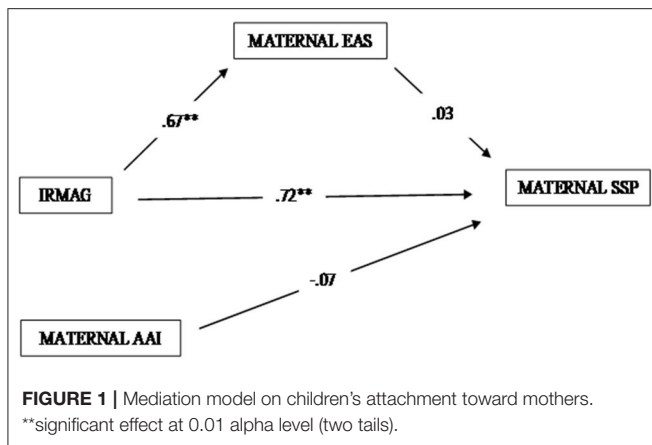 MATERNAL EAS
.67**
.03
IRMAG
.72**
MATERNAL SSP
-.07
MATERNAL AAI
FIGURE 1 | Mediation model on children's attachment toward mothers.
**significant effect at 0.01 alpha level (two tails).